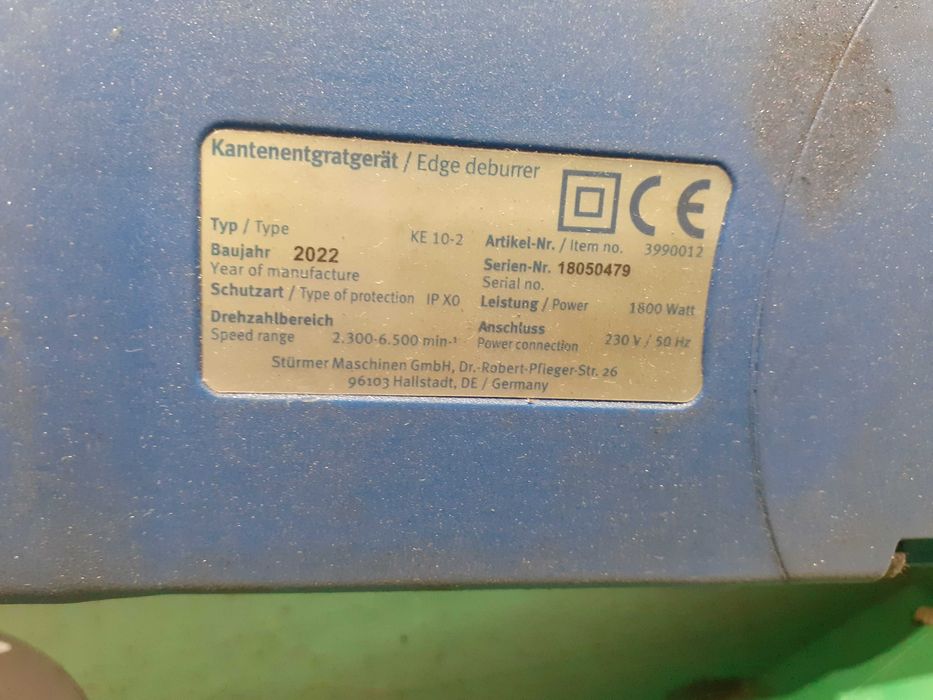 Kantenentgratgerät / Edge deburrer
CE
Typ / Type KE 10-2
Artikel-Nr. / Item no. 3990012
Baujahr 2022
Year of manufacture
Serien-Nr. 18050479
Serial no.
Schutzart / Type of protection IP X0
Leistung / Power 1800 Watt
Drehzahlbereich
Speed range 2.300-6.500 min-¹
Anschluss
Power connection 230 V / 50 Hz
Stürmer Maschinen GmbH, Dr.-Robert-Pfleger-Str. 26
96103 Hallstadt, DE / Germany